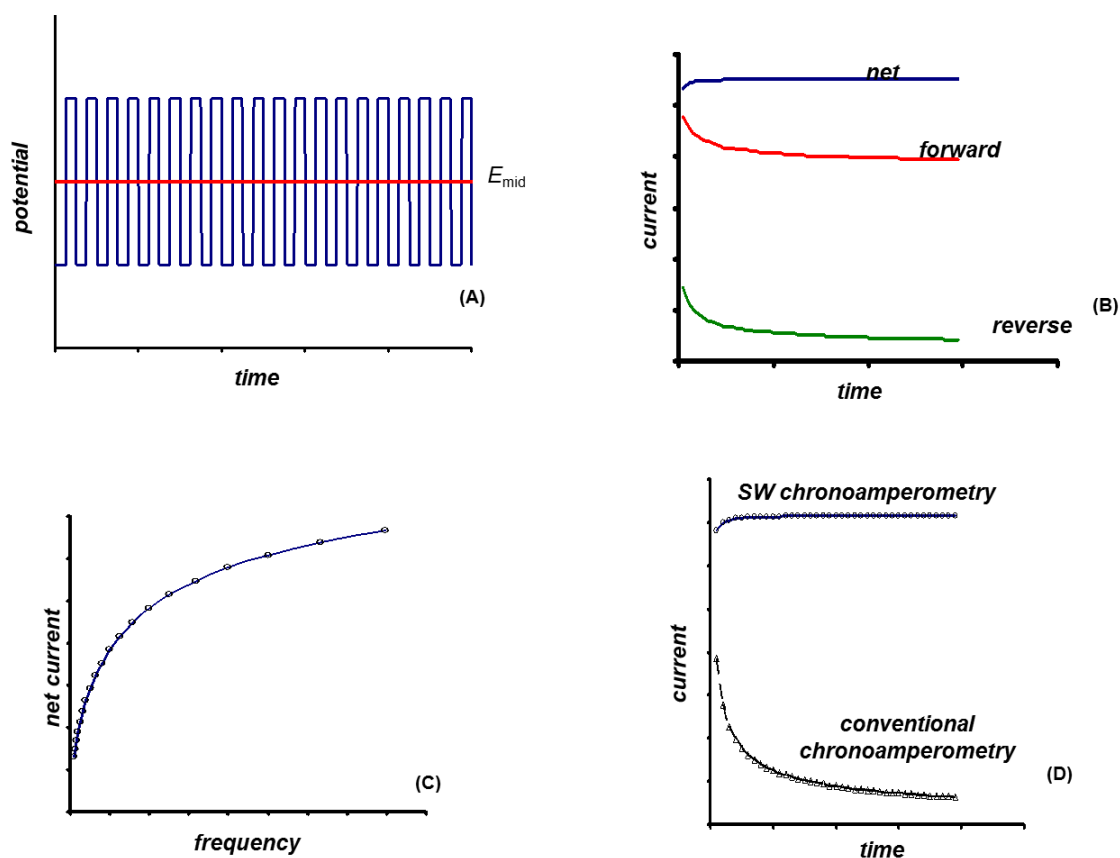 potential
E_mid
(A)
time
net
forward
current
reverse
(B)
time
net current
(C)
frequency
SW chronoamperometry
current
conventional
chronoamperometry
(D)
time